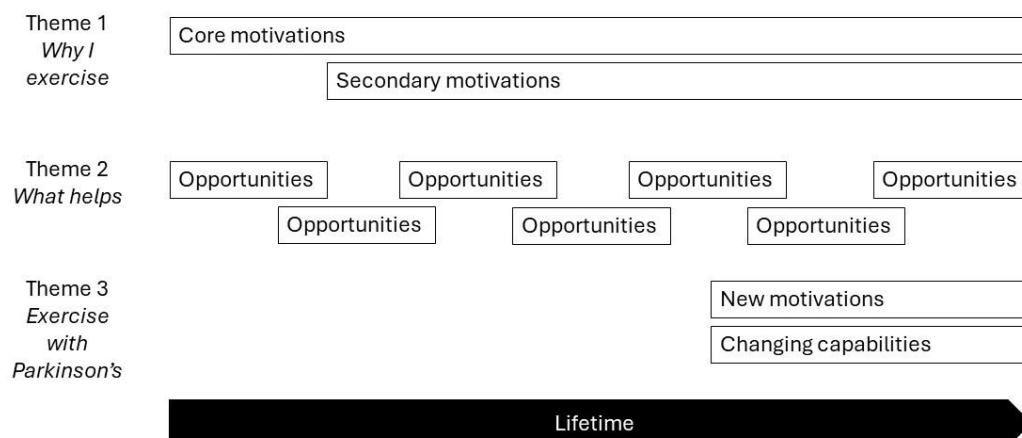 Theme 1
Why I
exercise
Core motivations
Secondary motivations
Theme 2
What helps
Opportunities Opportunities Opportunities Opportunities
Opportunities Opportunities Opportunities
Theme 3
Exercise
with
Parkinson’s
New motivations
Changing capabilities
Lifetime